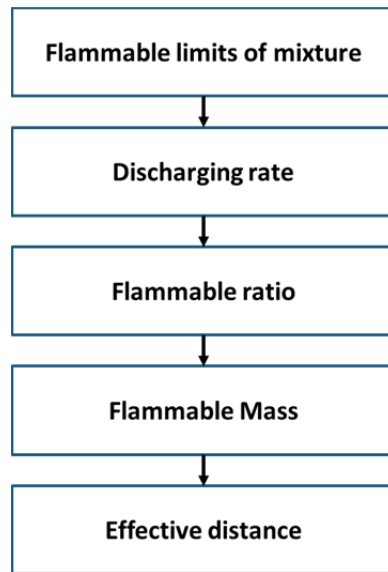 Flammable limits of mixture
Discharging rate
Flammable ratio
Flammable Mass
Effective distance